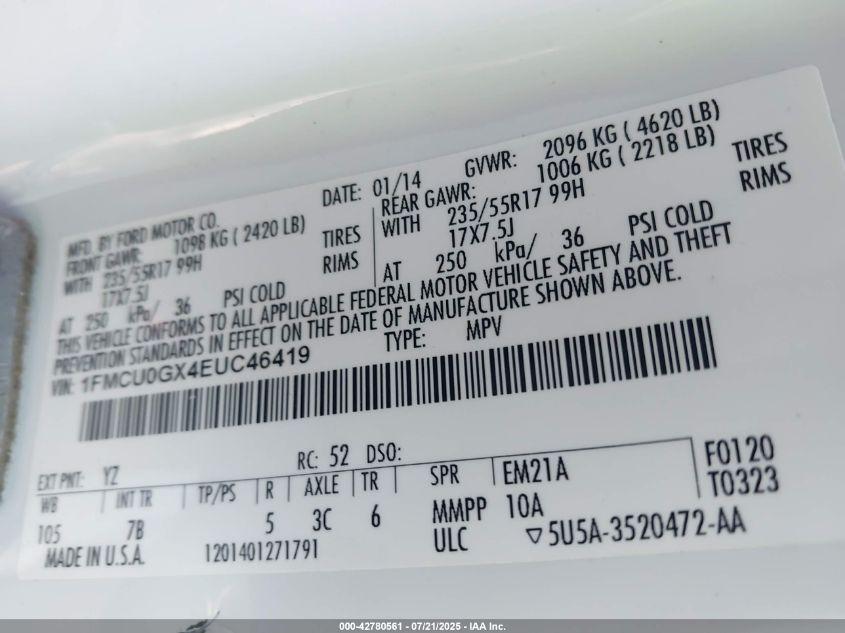 MFD. BY FORD MOTOR CO.
DATE: 01/14
GVWR: 2096 KG ( 4620 LB)
FRONT GAWR: 1098 KG ( 2420 LB)
WITH 235/55R17 99H TIRES
17X7.5J RIMS
AT 250 kPa/ 36 PSI COLD
REAR GAWR: 1006 KG ( 2218 LB)
WITH 235/55R17 99H TIRES
17X7.5J RIMS
AT 250 kPa/ 36 PSI COLD
THIS VEHICLE CONFORMS TO ALL APPLICABLE FEDERAL MOTOR VEHICLE SAFETY AND THEFT
PREVENTION STANDARDS IN EFFECT ON THE DATE OF MANUFACTURE SHOWN ABOVE.
VIN: 1FMCU0GX4EUC46419 TYPE: MPV
EXT PNT: YZ RC: 52 DSO:
WB INT TR TP/PS R AXLE TR SPR EM21A F0120
105 7B 5 3C 6 MMPP 10A T0323
MADE IN U.S.A. 1201401271791 ULC ▽5U5A-3520472-AA
000-42780561 - 07/21/2025 - IAA Inc.